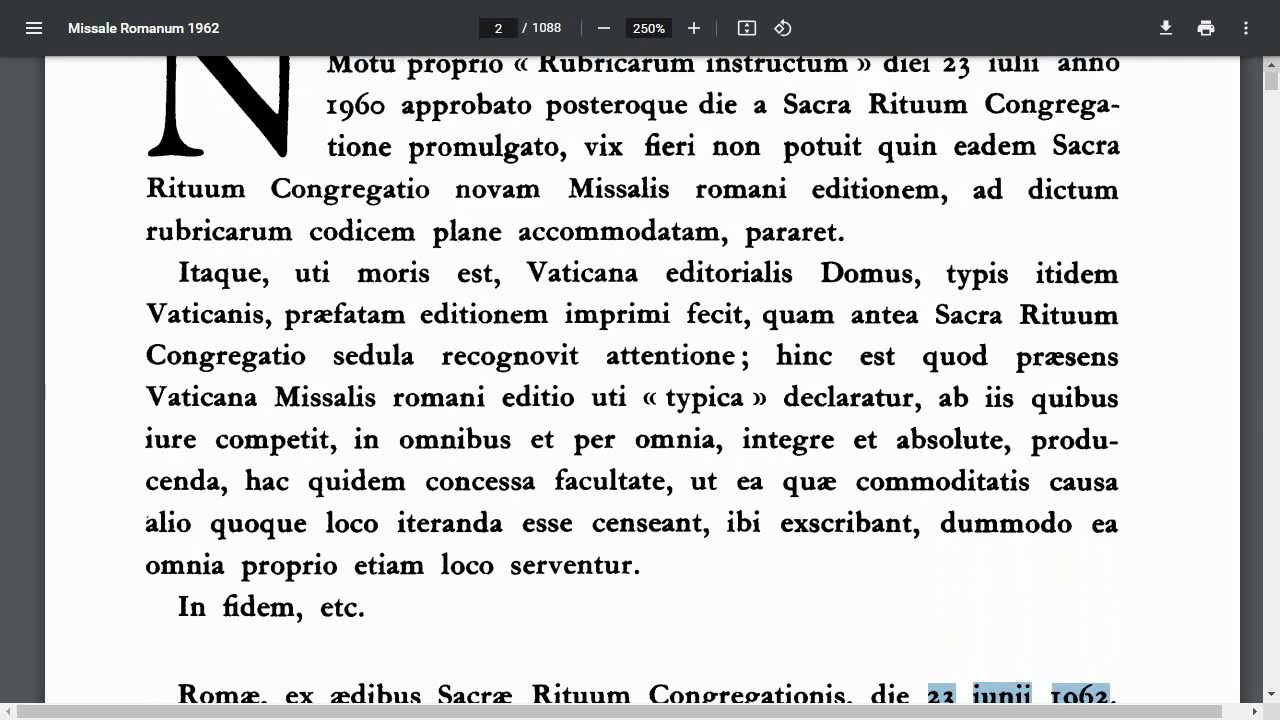 Missale Romanum 1962
2 / 1088
250%
N
Motu proprio « Rubricarum instructum » diei 23 iulii anno
1960 approbato posteroque die a Sacra Rituum Congrega-
tione promulgato, vix fieri non potuit quin eadem Sacra
Rituum Congregatio novam Missalis romani editionem, ad dictum
rubricarum codicem plane accommodatam, pararet.
Itaque, uti moris est, Vaticana editorialis Domus, typis itidem
Vaticanis, præfatam editionem imprimi fecit, quam antea Sacra Rituum
Congregatio sedula recognovit attentione; hinc est quod præsens
Vaticana Missalis romani editio uti « typica » declaratur, ab iis quibus
iure competit, in omnibus et per omnia, integre et absolute, produ-
cenda, hac quidem concessa facultate, ut ea quæ commoditatis causa
alio quoque loco iteranda esse censeant, ibi exscribant, dummodo ea
omnia proprio etiam loco serventur.
In fidem, etc.
Romæ, ex ædibus Sacræ Rituum Congregationis, die 23 iunii 1962.